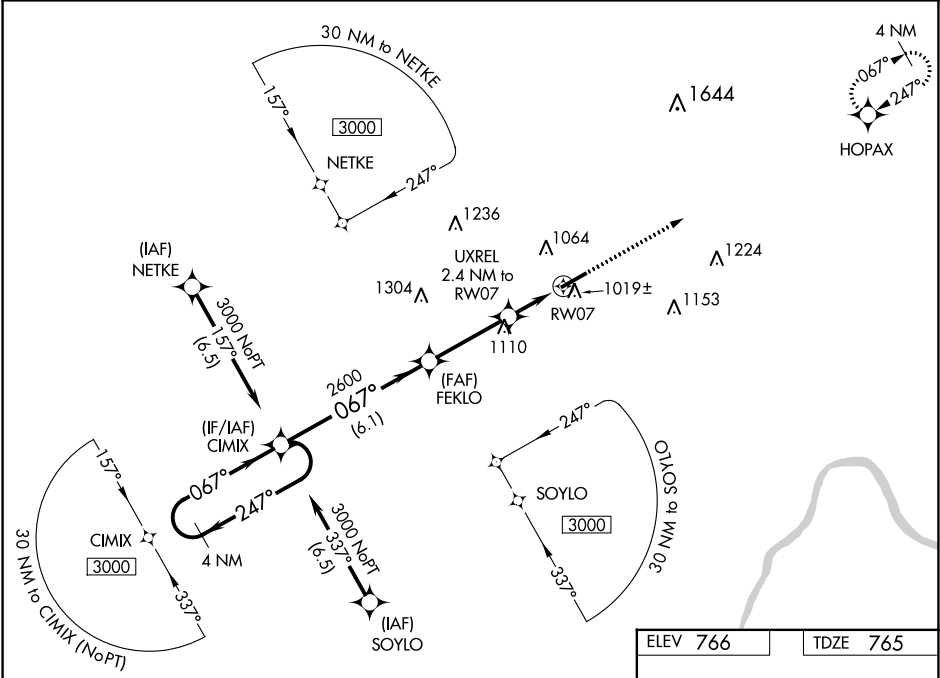 30 NM to NETKE
157°
3000
NETKE
247°
4 NM
067°
247°
HOPAX
1644
1236
1064
UXREL
2.4 NM to
RW07
1304
1224
1019±
1153
RW07
1110
(IAF)
NETKE
3000 NoPT
157°
(6.5)
2600
067°
(6.1)
(FAF)
FEKLO
(IF/IAF)
CIMIX
067°
247°
4 NM
157°
CIMIX
3000
337°
30 NM to CIMIX (NoPT)
3000 NoPT
337°
(6.5)
(IAF)
SOYLO
247°
SOYLO
3000
337°
30 NM to SOYLO
ELEV 766
TDZE 765